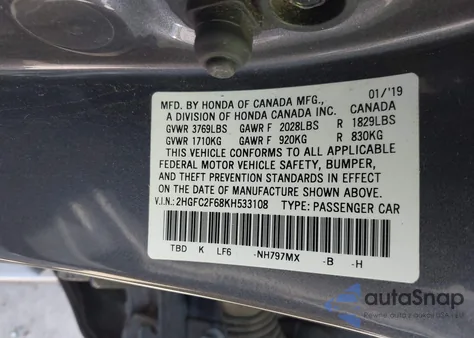 01/'19
MFD. BY HONDA OF CANADA MFG., CANADA
A DIVISION OF HONDA CANADA INC.
GVWR 3769LBS GAWR F 2028LBS R 1829LBS
GVWR 1710KG GAWR F 920KG R 830KG
THIS VEHICLE CONFORMS TO ALL APPLICABLE
FEDERAL MOTOR VEHICLE SAFETY, BUMPER,
AND THEFT PREVENTION STANDARDS IN EFFECT
ON THE DATE OF MANUFACTURE SHOWN ABOVE.
V.I.N.: 2HGFC2F68KH533108 TYPE: PASSENGER CAR
TBD K LF6 -NH797MX -B -H
autoSnap